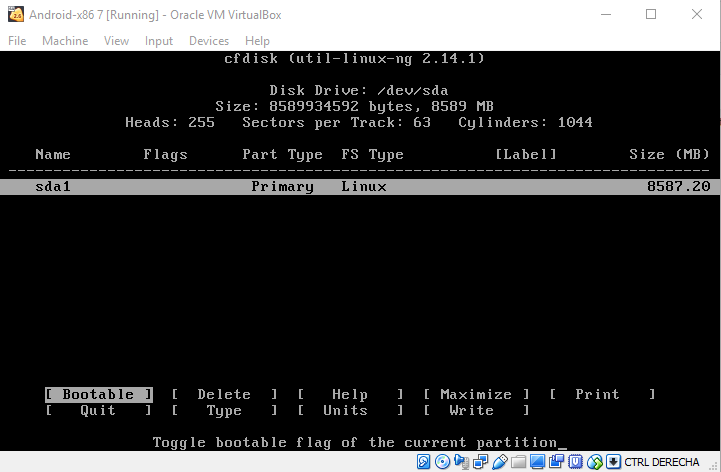 Android-x86 7 [Running] - Oracle VM VirtualBox
File Machine View Input Devices Help
cfdisk (util-linux-ng 2.14.1)
Disk Drive: /dev/sda
Size: 8589934592 bytes, 8589 MB
Heads: 255 Sectors per Track: 63 Cylinders: 1044
Name Flags Part Type FS Type [Label] Size (MB)
------------------------------------------------------------------------------
sda1 Primary Linux 8587.20
[ Bootable ] [ Delete ] [ Help ] [ Maximize ] [ Print ]
[ Quit ] [ Type ] [ Units ] [ Write ]
Toggle bootable flag of the current partition_
CTRL DERECHA